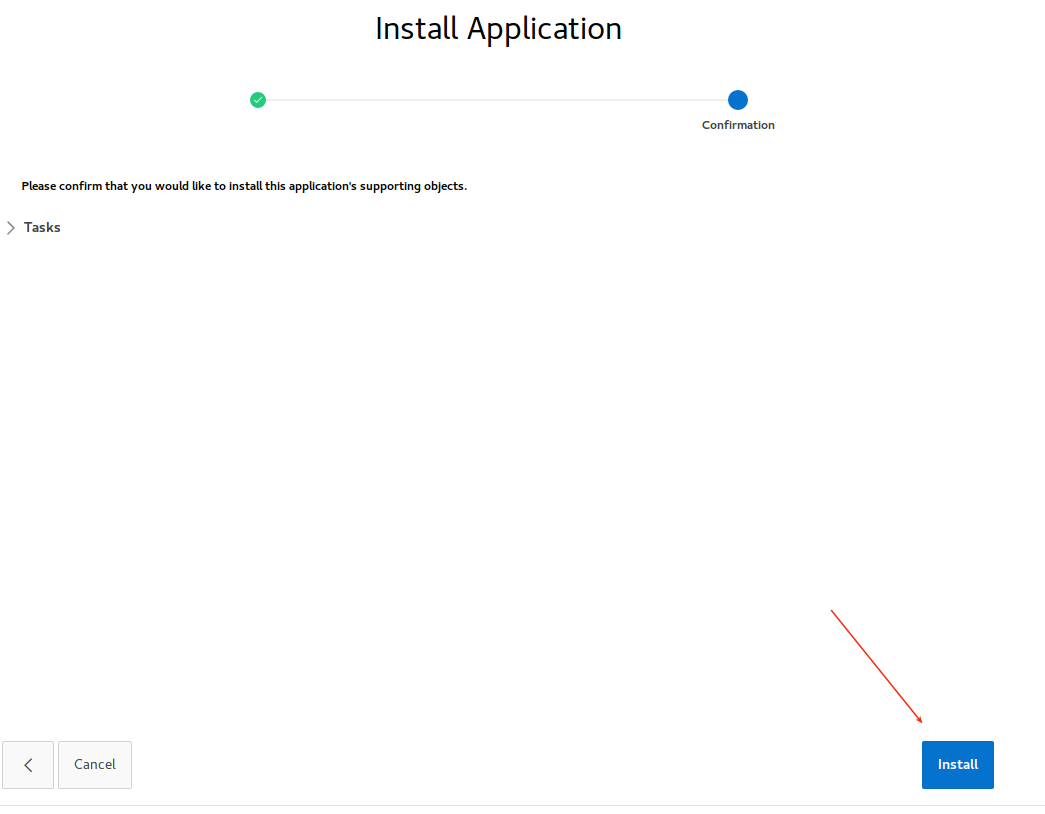 Install Application
Confirmation
Please confirm that you would like to install this application's supporting objects.
Tasks
Cancel
Install